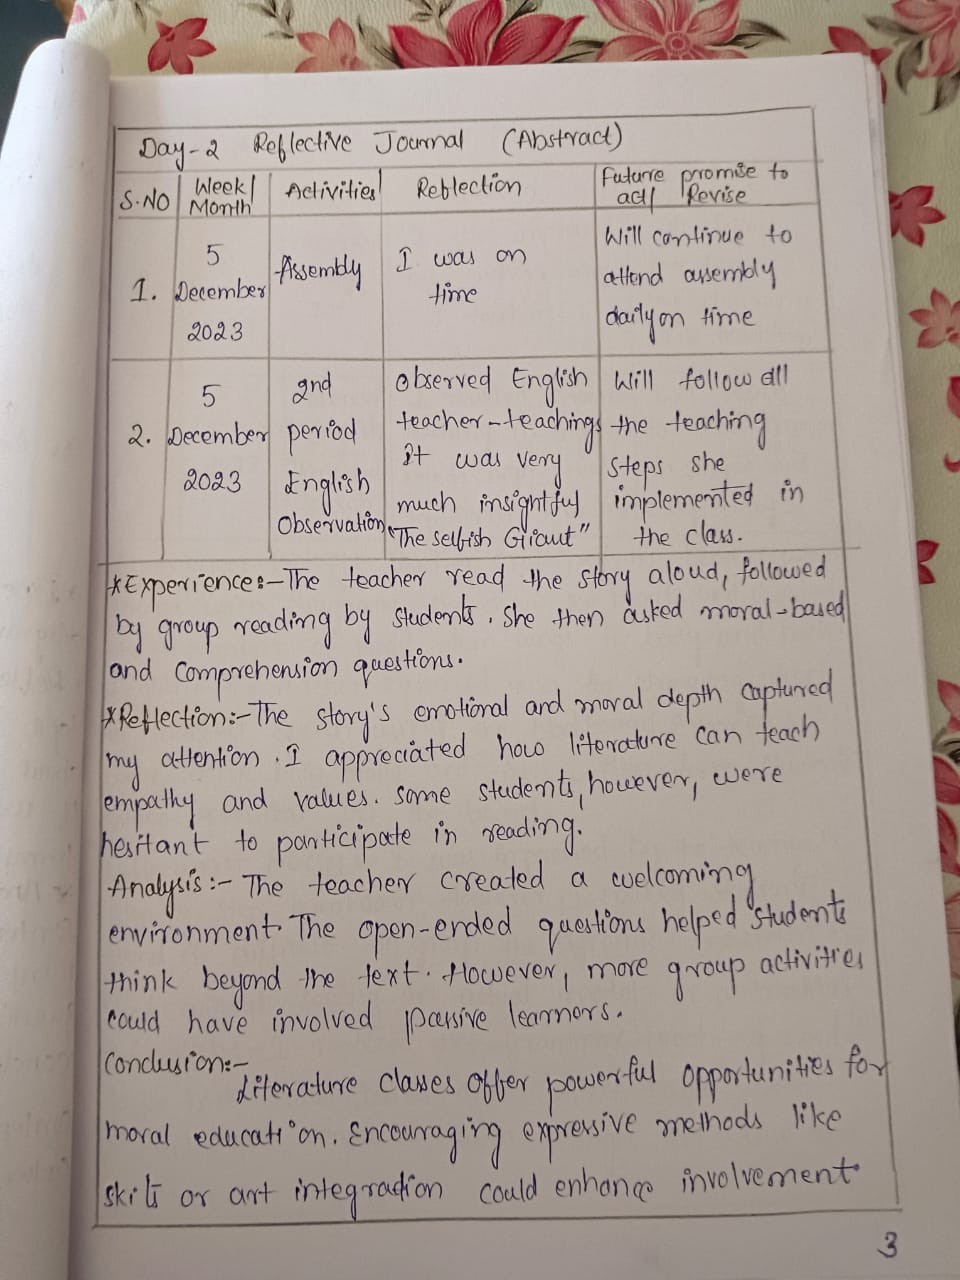 Day-2 Reflective Journal (Abstract)
S.NO
Week/
Month
Activities
Reflection
Future promise to
act/ Revise
1.
5
December
2023
Assembly
I was on
time
Will continue to
attend assembly
daily on time
2.
5
December
2023
2nd
period
English
Observation
Observed English
teacher-teachings
it was very
much insightful
"The selfish Giant"
Will follow all
the teaching
steps she
implemented in
the class.
*Experience:-The teacher read the story aloud, followed
by group reading by students. She then asked moral-based
and comprehension questions.
*Reflection:-The story's emotional and moral depth captured
my attention. I appreciated how literature can teach
empathy and values. some students, however, were
hesitant to participate in reading.
Analysis:- The teacher created a welcoming
environment. The open-ended questions helped students
think beyond the text. However, more group activities
could have involved passive learners.
Conclusion:-
Literature classes offer powerful opportunities for
moral education. Encouraging expressive methods like
skits or art integration could enhance involvement
3